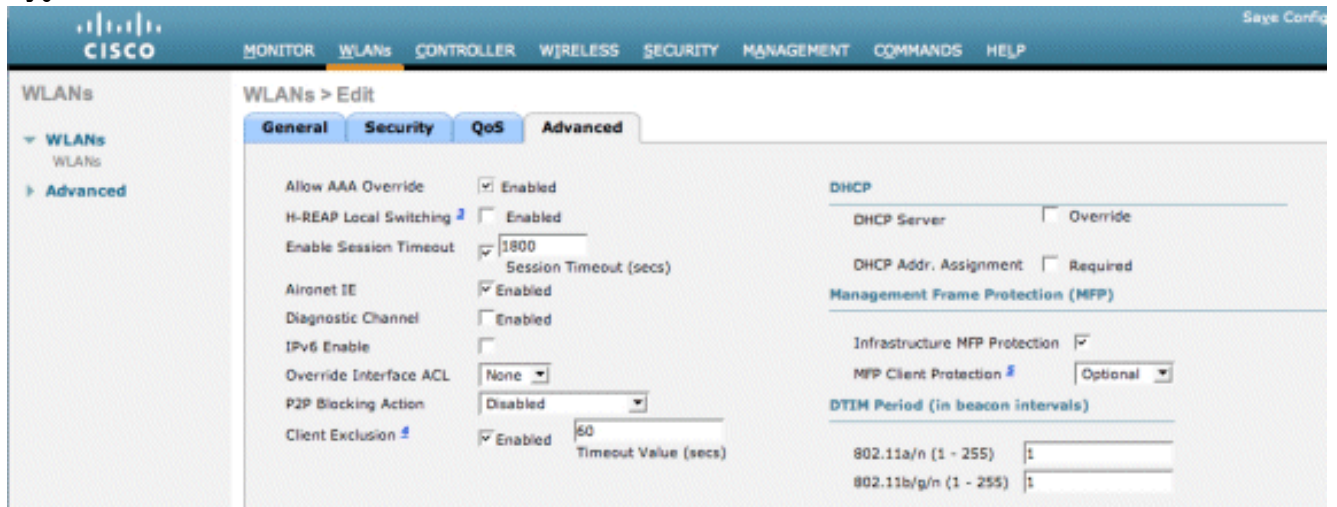 Save Config
CISCO
MONITOR WLANs CONTROLLER WIRELESS SECURITY MANAGEMENT COMMANDS HELP
WLANs
WLANs
WLANs
Advanced
WLANs > Edit
General Security QoS Advanced
Allow AAA Override Enabled
H-REAP Local Switching 3 Enabled
Enable Session Timeout 1800
Session Timeout (secs)
Aironet IE Enabled
Diagnostic Channel Enabled
IPv6 Enable
Override Interface ACL None
P2P Blocking Action Disabled
Client Exclusion 4 Enabled 60
Timeout Value (secs)
DHCP
DHCP Server Override
DHCP Addr. Assignment Required
Management Frame Protection (MFP)
Infrastructure MFP Protection
MFP Client Protection 5 Optional
DTIM Period (in beacon intervals)
802.11a/n (1 - 255) 1
802.11b/g/n (1 - 255) 1